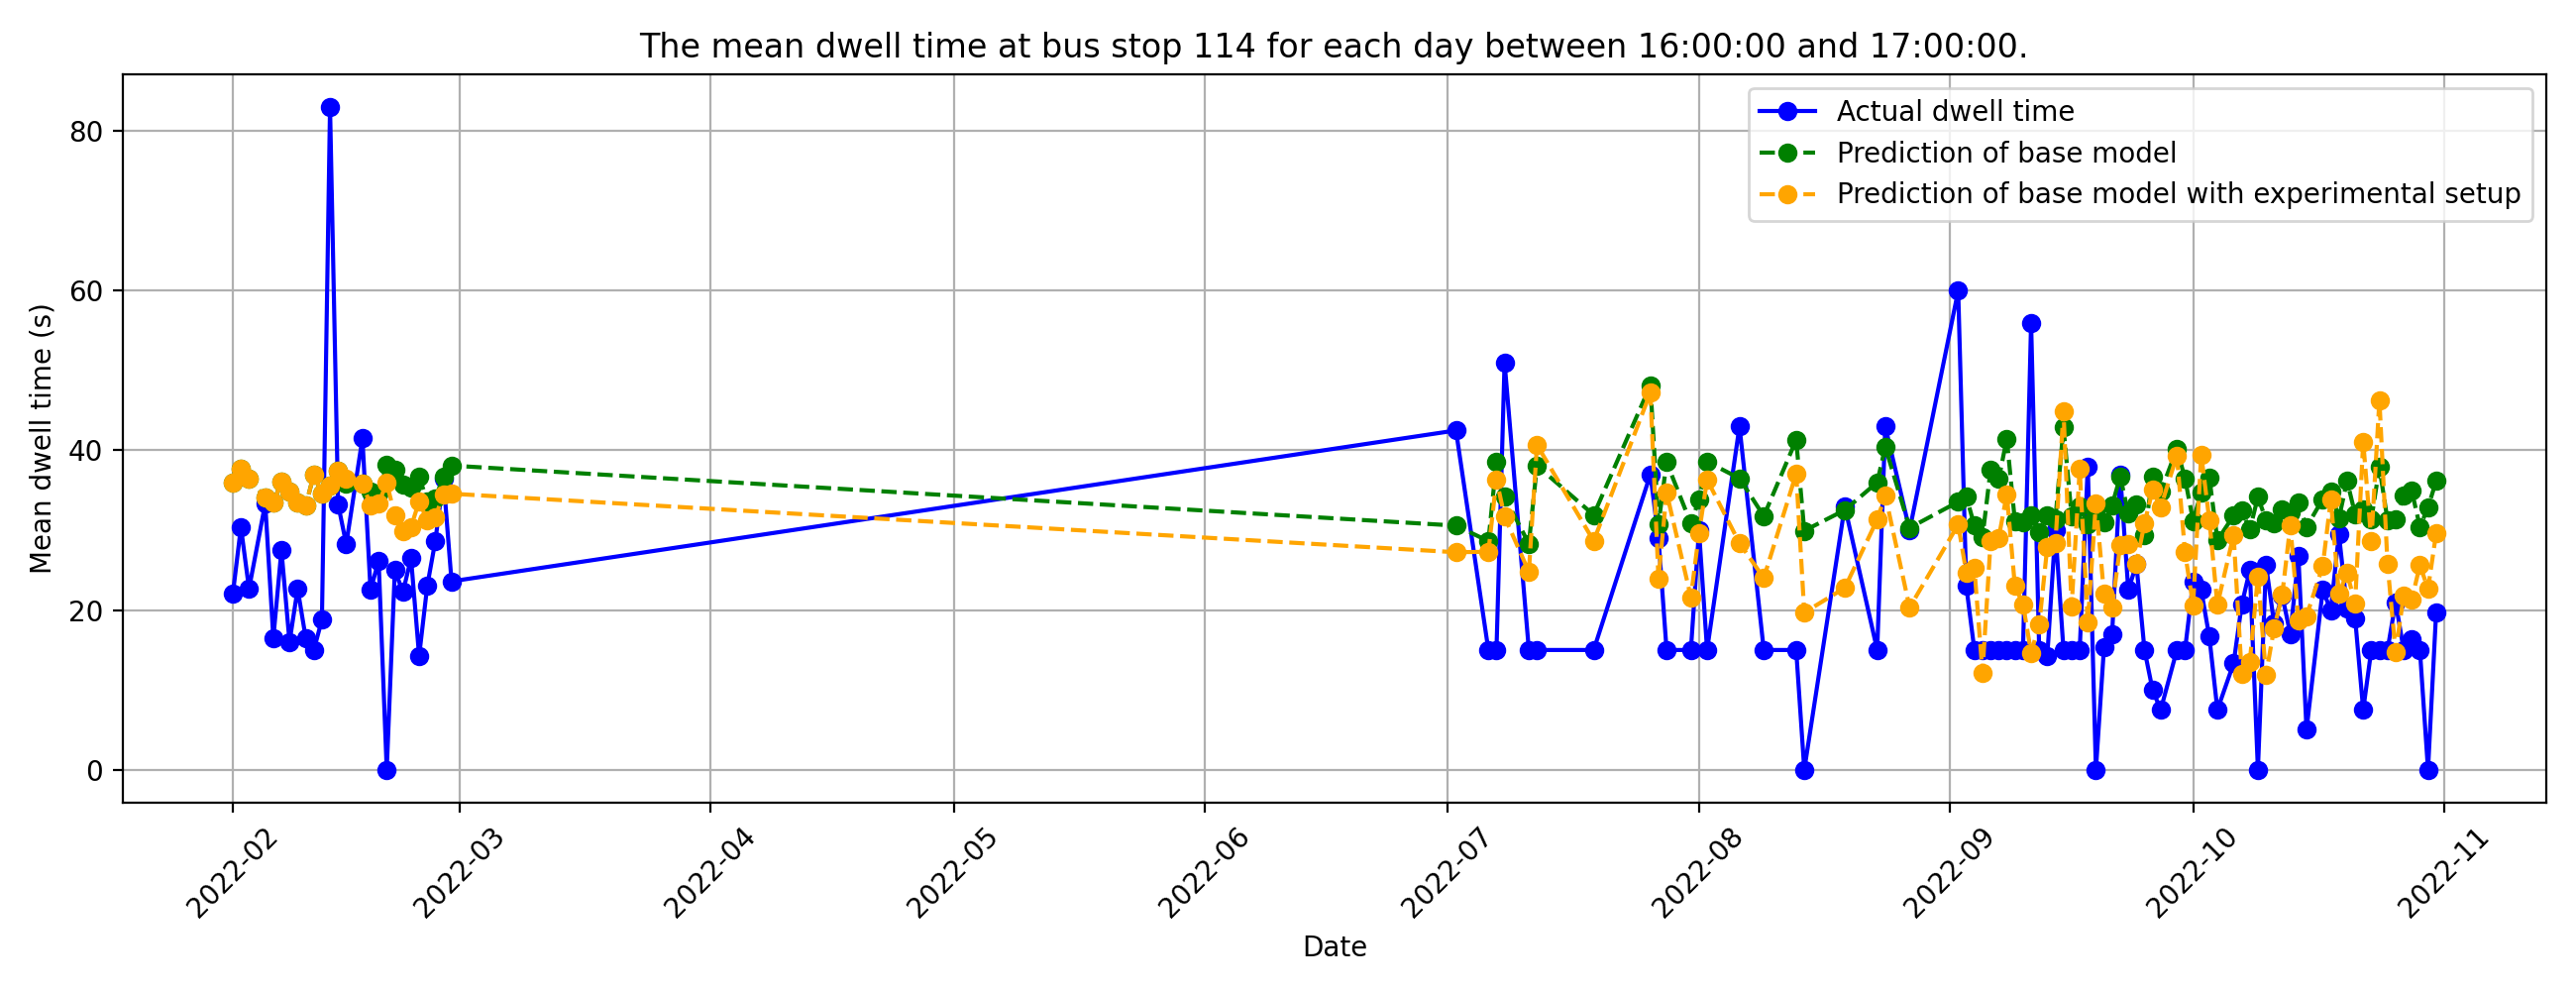 The mean dwell time at bus stop 114 for each day between 16:00:00 and 17:00:00.
Actual dwell time
Prediction of base model
Prediction of base model with experimental setup
Mean dwell time (s)
80
60
40
20
0
2022-02
2022-03
2022-04
2022-05
2022-06
2022-07
2022-08
2022-09
2022-10
2022-11
Date